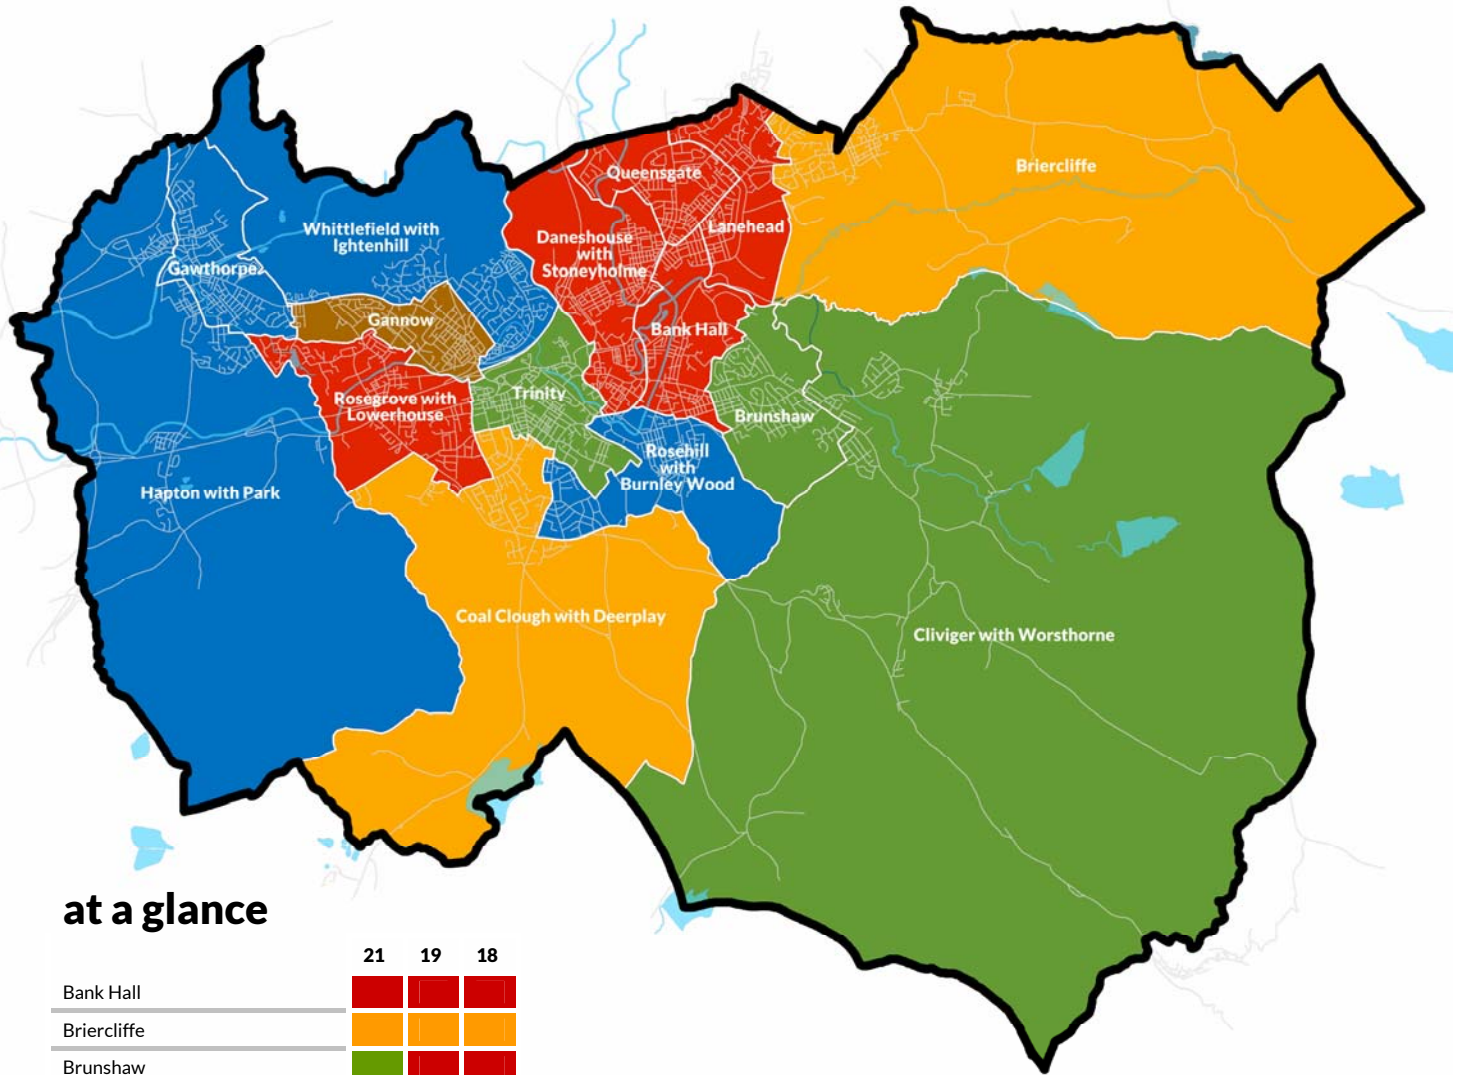 Briercliffe
Queensgate
Lanehead
Whittlefield with
Ightenhill
Daneshouse
with
Stoneyholme
Gawthorpe
Gannow
Bank Hall
Trinity
Rosegrove with
Lowerhouse
Brunshaw
Rosehill
with
Burnley Wood
Hapton with Park
Coal Clough with Deerplay
Cliviger with Worsthorne
at a glance
21 19 18
Bank Hall
Briercliffe
Brunshaw